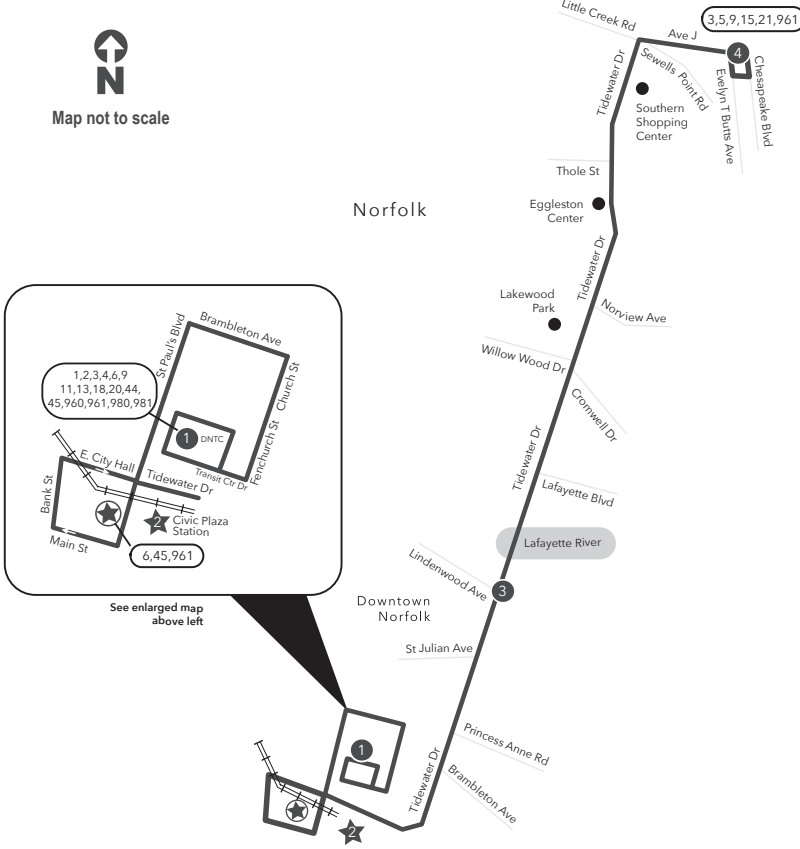 Little Creek Rd
3,5,9,15,21,961
Ave J
4
Tidewater Dr
Sewells Point Rd
Evelyn T Butts Ave
Chesapeake Blvd
N
Map not to scale
Southern
Shopping
Center
Thole St
Norfolk
Eggleston
Center
Tidewater Dr
Lakewood
Park
Norview Ave
Willow Wood Dr
Cromwell Dr
Tidewater Dr
Lafayette Blvd
Lafayette River
Lindenwood Ave
3
St Julian Ave
Brambleton Ave
St Paul's Blvd
Church St
1,2,3,4,6,9
11,13,18,20,44,
45,960,961,980,981
1
DNTC
Fenchurch St
Transit Ctr Dr
E. City Hall
Tidewater Dr
Bank St
2
Civic Plaza
Station
Main St
6,45,961
See enlarged map
above left
Downtown
Norfolk
1
Princess Anne Rd
Tidewater Dr
Brambleton Ave
2